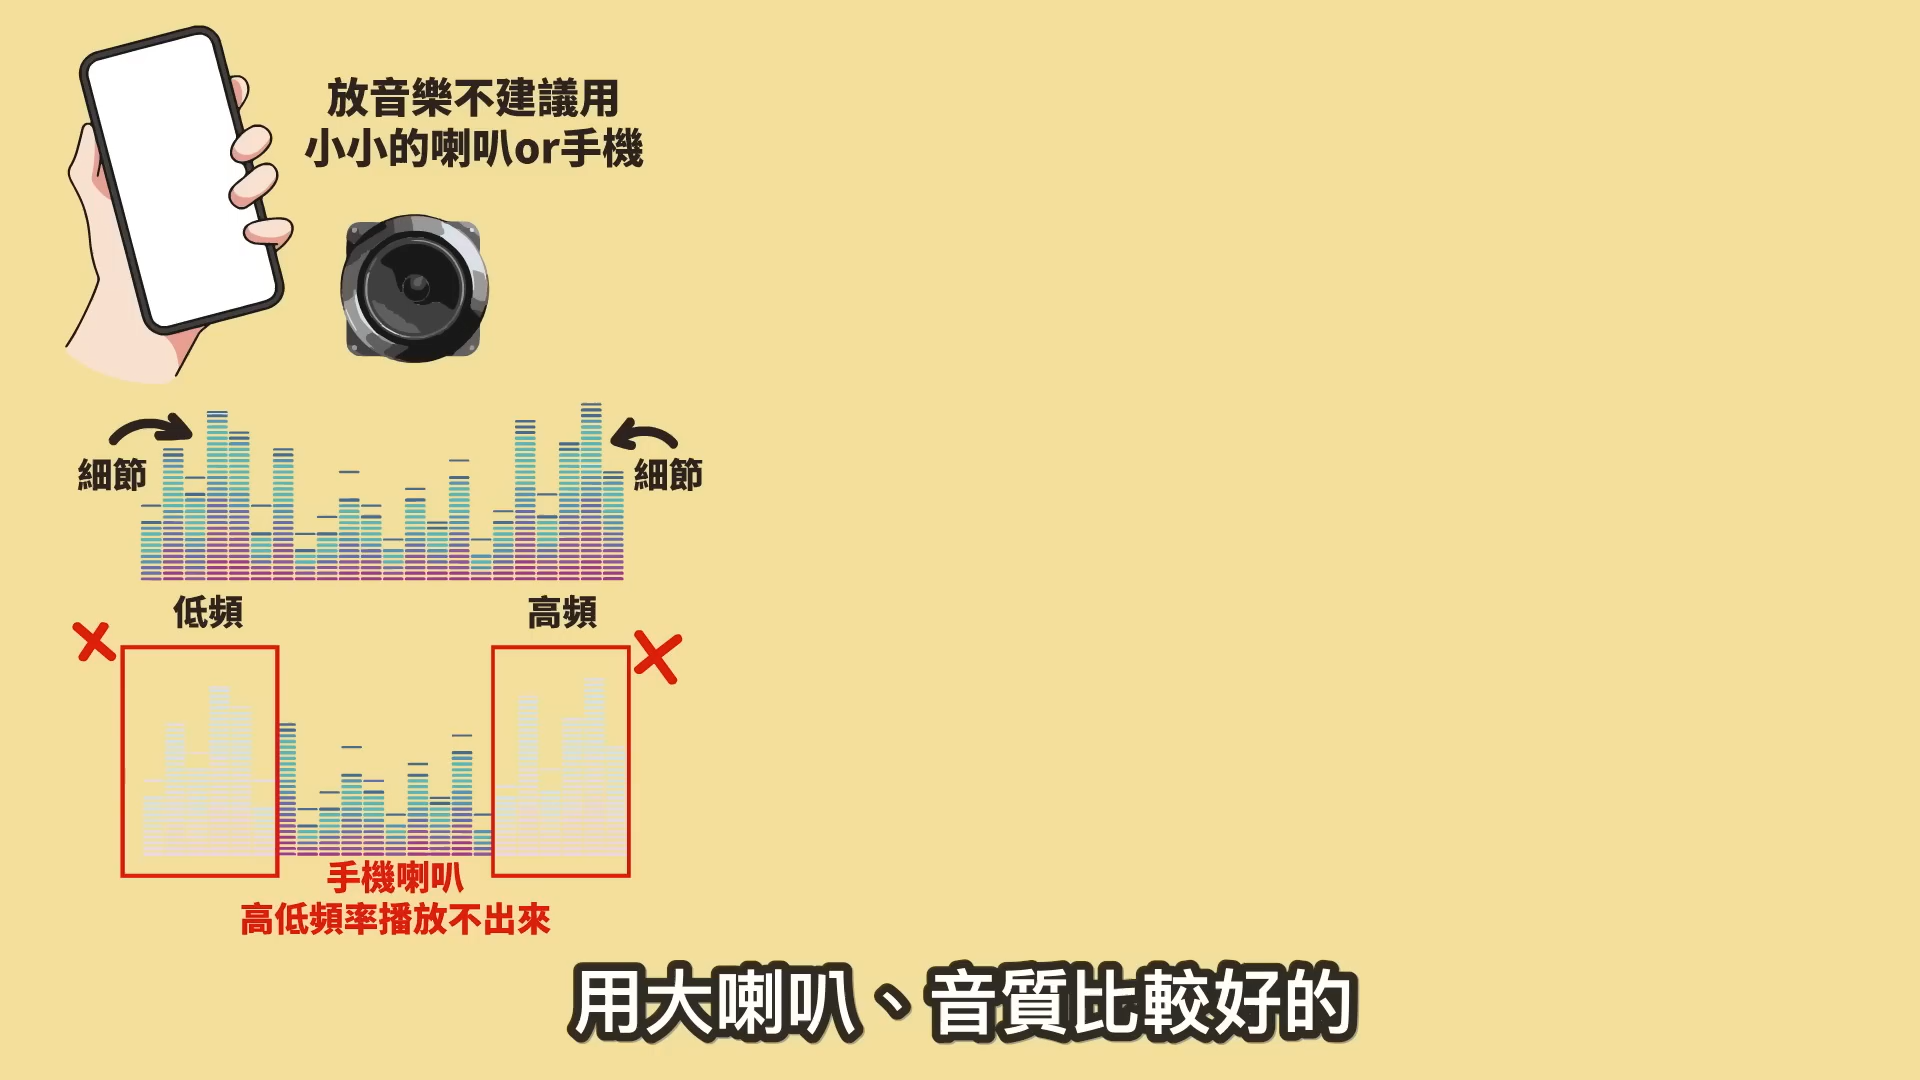 放音樂不建議用
小小的喇叭or手機
細節
細節
低頻
高頻
手機喇叭
高低頻率播放不出來
用大喇叭、音質比較好的